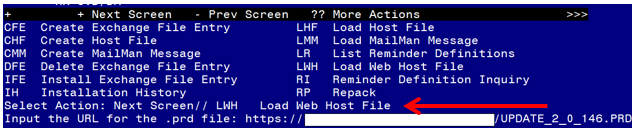 + + Next Screen - Prev Screen ?? More Actions >>>
CFE Create Exchange File Entry LHF Load Host File
CHF Create Host File LMM Load MailMan Message
CMM Create MailMan Message LR List Reminder Definitions
DFE Delete Exchange File Entry LWH Load Web Host File
IFE Install Exchange File Entry RI Reminder Definition Inquiry
IH Installation History RP Repack
Select Action: Next Screen// LWH Load Web Host File
Input the URL for the .prd file: https:// /UPDATE_2_0_146.PRD